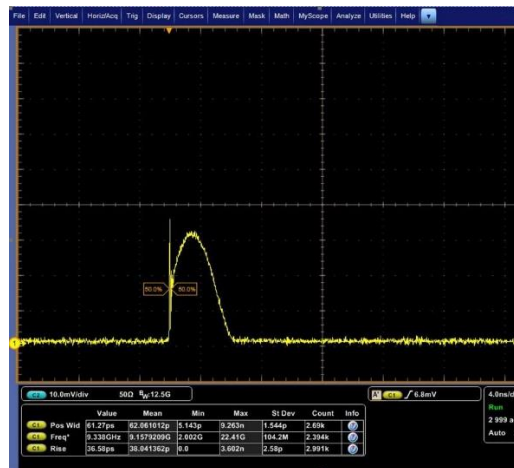 File Edit Vertical Horiz/Acq Trig Display Cursors Measure Mask Math MyScope Analyze Utilities Help
50.0% 50.0%
1
C1 10.0mV/div 50Ω BW:12.5G
A' C1 6.8mV
4.0ns/d
Run
2 999 a
Auto
Value Mean Min Max St Dev Count Info
C1 Pos Wid 61.27ps 62.061012p 5.143p 9.263n 1.544p 2.69k
C1 Freq* 9.338GHz 9.1579209G 2.002G 22.41G 104.2M 2.394k
C1 Rise 36.58ps 38.041362p 0.0 3.602n 2.58p 2.991k